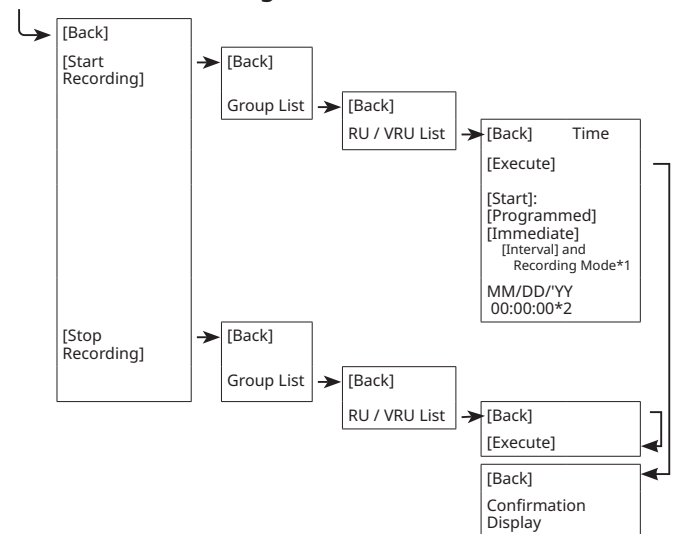 [Back]
[Start
Recording]
[Back]
Group List
[Back]
RU / VRU List
[Back] Time
[Execute]
[Start]:
[Programmed]
[Immediate]
[Interval] and
Recording Mode*1
MM/DD/'YY
00:00:00*2
[Stop
Recording]
[Back]
Group List
[Back]
RU / VRU List
[Back]
[Execute]
[Back]
Confirmation
Display